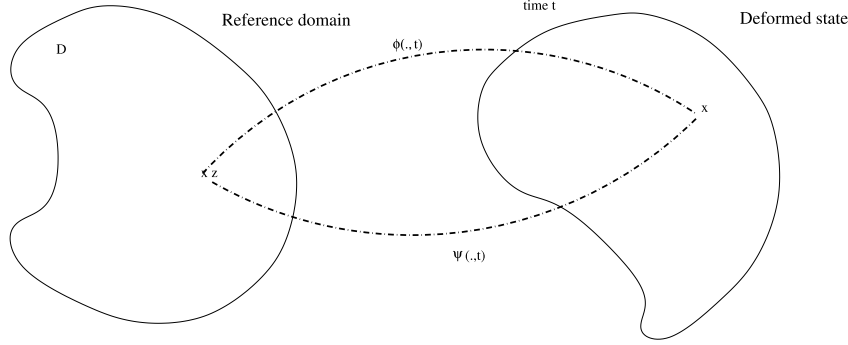 time t
Reference domain
Deformed state
D
ϕ(.,t)
x
x z
Ψ(.,t)